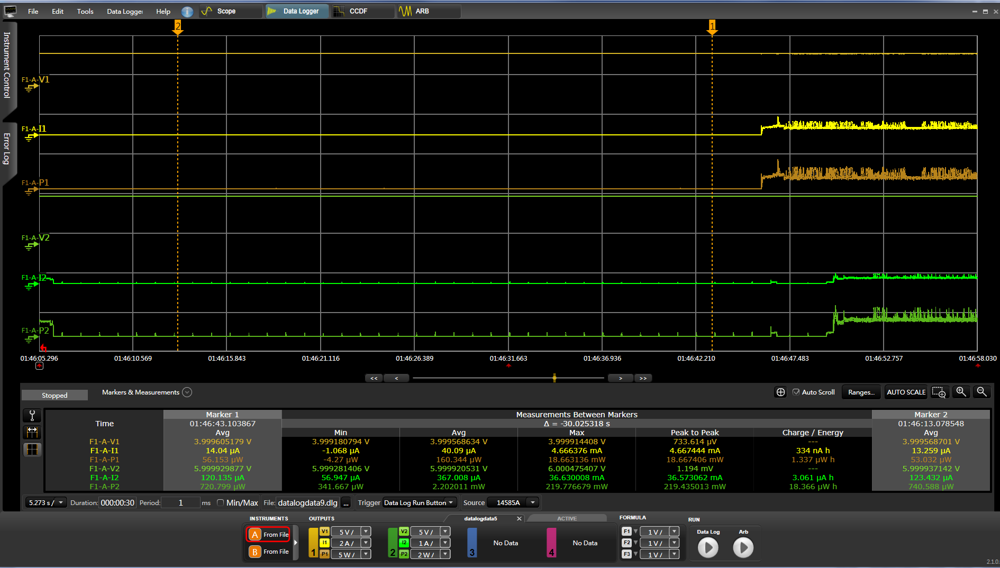 File Edit Tools Data Logger Help Scope Data Logger CCDF ARB
Instrument Control
Error Log
2 1
F1-A-V1
F1-A-I1
F1-A-P1
F1-A-V2
F1-A-I2
F1-A-P2
01:46:05.296 01:46:10.569 01:46:15.843 01:46:21.116 01:46:26.389 01:46:31.663 01:46:36.936 01:46:42.210 01:46:47.483 01:46:52.757 01:46:58.030
<< < > >>
Stopped Markers & Measurements Auto Scroll Ranges... AUTO SCALE
Marker 1 Measurements Between Markers Marker 2
Time 01:46:43.103867 Δ = -30.025318 s 01:46:13.078548
Avg Min Avg Max Peak to Peak Charge / Energy Avg
F1-A-V1 3.999605179 V 3.999180794 V 3.999568634 V 3.999914408 V 733.614 µV --- 3.999568701 V
F1-A-I1 14.04 µA -1.068 µA 40.09 µA 4.666376 mA 4.667444 mA 334 nA h 13.259 µA
F1-A-P1 56.153 µW -4.27 µW 160.344 µW 18.663136 mW 18.667406 mW 1.337 µW h 53.032 µW
F1-A-V2 5.999929877 V 5.999281406 V 5.999920531 V 6.000475407 V 1.194 mV --- 5.999937142 V
F1-A-I2 120.135 µA 56.947 µA 367.008 µA 36.630008 mA 36.573062 mA 3.061 µA h 123.432 µA
F1-A-P2 720.799 µW 341.667 µW 2.202011 mW 219.776679 mW 219.435013 mW 18.366 µW h 740.588 µW
5.273 s / Duration: 000:00:30 Period: 1 ms Min/Max File: datalogdata9.dlg ... Trigger Data Log Run Button Source 14585A
INSTRUMENTS OUTPUTS datalogdata5 X ACTIVE FORMULA RUN
A From File
B From File
1 V1 5 V /
I1 2 A /
P1 5 W /
2 V2 5 V /
I2 1 A /
P2 2 W /
3 No Data
4 No Data
F1 1 V /
F2 1 V /
F3 1 V /
Data Log Arb
2.1.0.